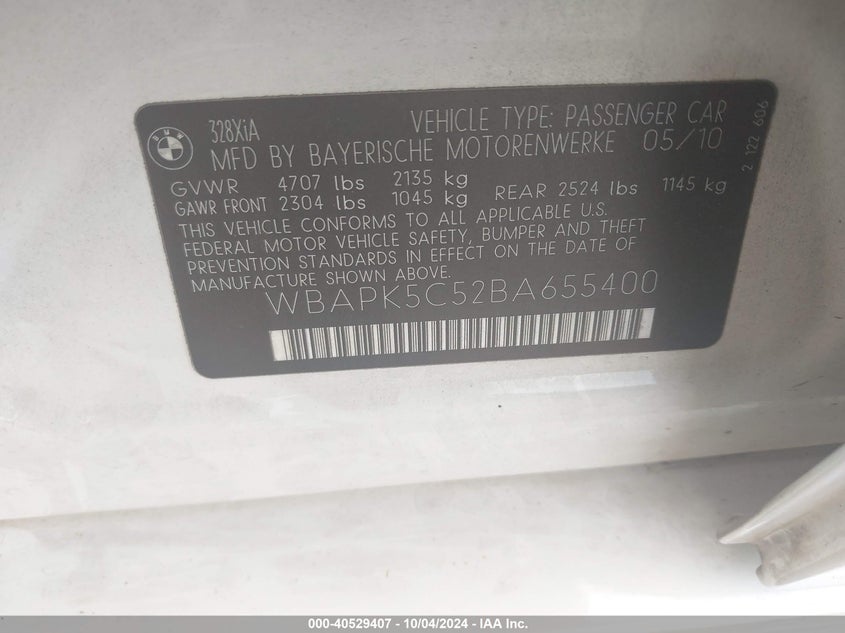 BMW
328XiA
VEHICLE TYPE: PASSENGER CAR
MFD BY BAYERISCHE MOTORENWERKE 05/10
GVWR 4707 lbs 2135 kg
GAWR FRONT 2304 lbs 1045 kg REAR 2524 lbs 1145 kg
THIS VEHICLE CONFORMS TO ALL APPLICABLE U.S.
FEDERAL MOTOR VEHICLE SAFETY, BUMPER AND THEFT
PREVENTION STANDARDS IN EFFECT ON THE DATE OF
MANUFACTURE SHOWN ABOVE.
WBAPK5C52BA655400
2 122 606
000-40529407 - 10/04/2024 - IAA Inc.